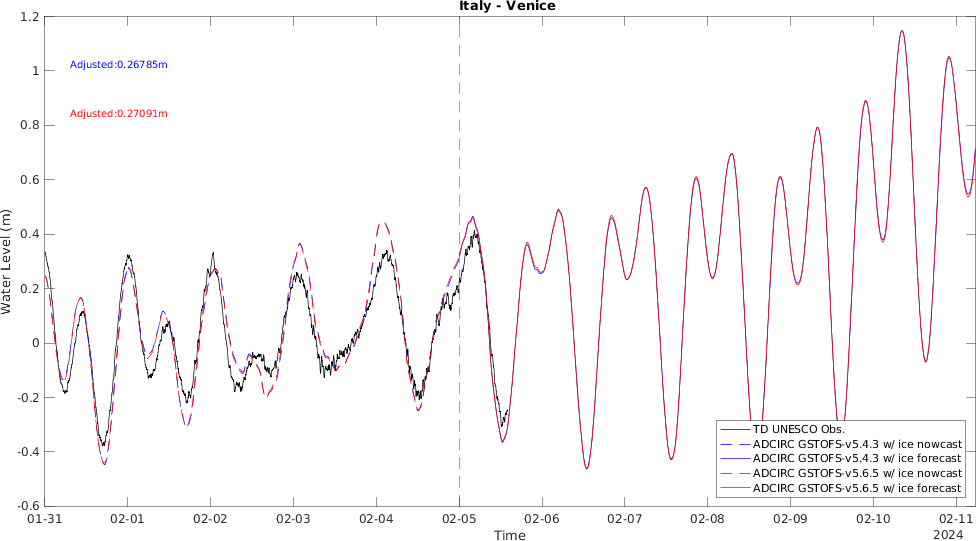 Italy - Venice
1.2
1
0.8
0.6
0.4
0.2
0
-0.2
-0.4
-0.6
Water Level (m)
Adjusted:0.26785m
Adjusted:0.27091m
TD UNESCO Obs.
ADCIRC GSTOFS-v5.4.3 w/ ice nowcast
ADCIRC GSTOFS-v5.4.3 w/ ice forecast
ADCIRC GSTOFS-v5.6.5 w/ ice nowcast
ADCIRC GSTOFS-v5.6.5 w/ ice forecast
01-31 02-01 02-02 02-03 02-04 02-05 02-06 02-07 02-08 02-09 02-10 02-11
Time
2024